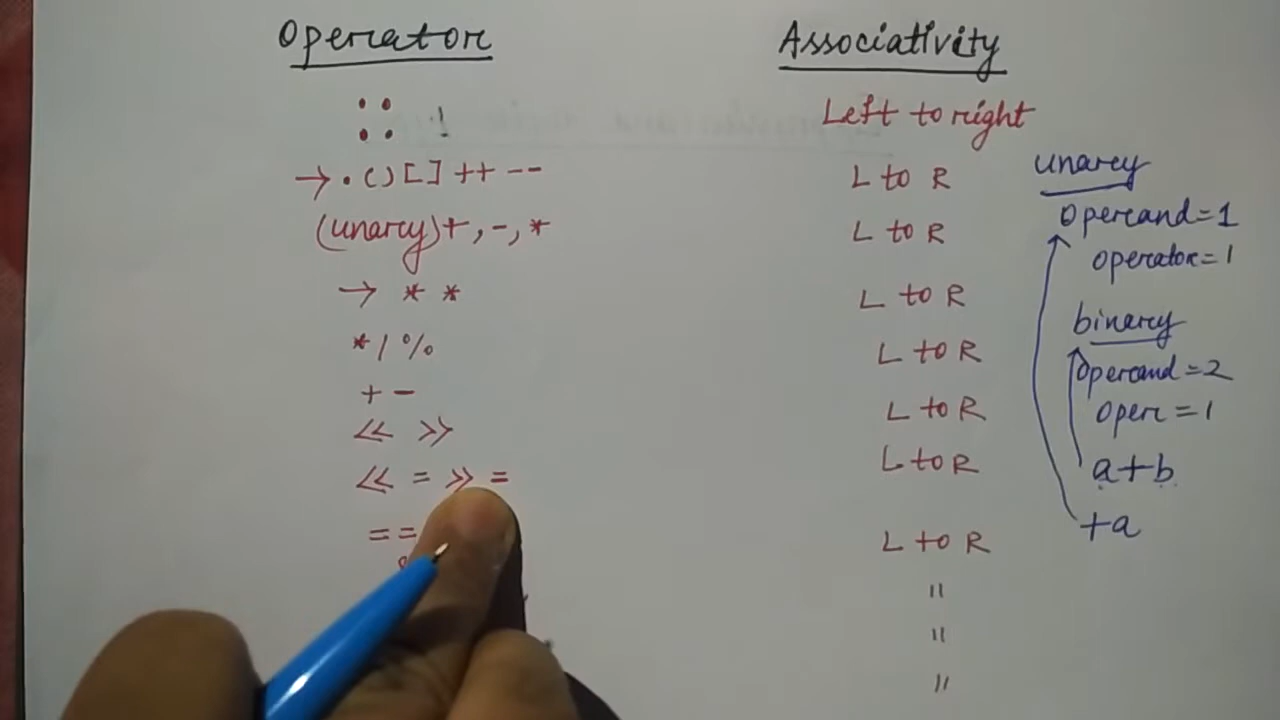 Operator Associativity
:: Left to right
→ . () [] ++ -- L to R
(unary) +, -, * L to R
→ * * L to R
* / % L to R
+ - L to R
<< >> L to R
<< = >> =
== L to R
"
"
"
unary
operand = 1
operator = 1
binary
operand = 2
oper = 1
a+b
+a